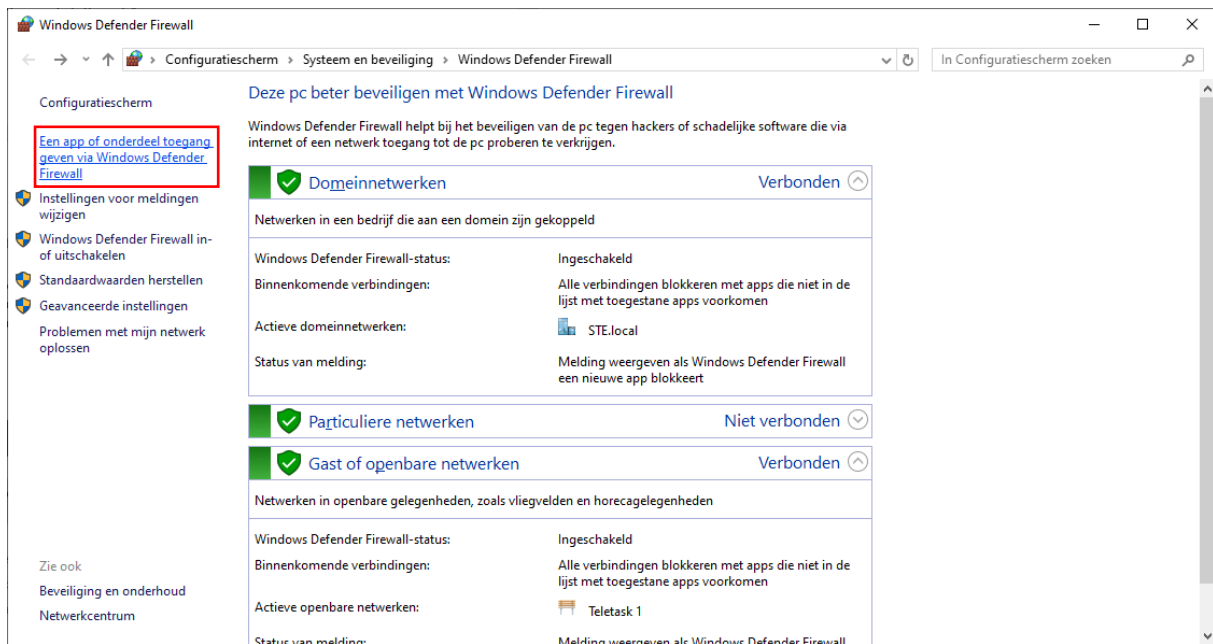 Windows Defender Firewall
Configuratiescherm > Systeem en beveiliging > Windows Defender Firewall
In Configuratiescherm zoeken
Configuratiescherm
Een app of onderdeel toegang
geven via Windows Defender
Firewall
Instellingen voor meldingen
wijzigen
Windows Defender Firewall in-
of uitschakelen
Standaardwaarden herstellen
Geavanceerde instellingen
Problemen met mijn netwerk
oplossen
Zie ook
Beveiliging en onderhoud
Netwerkcentrum
Deze pc beter beveiligen met Windows Defender Firewall
Windows Defender Firewall helpt bij het beveiligen van de pc tegen hackers of schadelijke software die via
internet of een netwerk toegang tot de pc proberen te verkrijgen.
Domeinnetwerken Verbonden
Netwerken in een bedrijf die aan een domein zijn gekoppeld
Windows Defender Firewall-status: Ingeschakeld
Binnenkomende verbindingen: Alle verbindingen blokkeren met apps die niet in de
lijst met toegestane apps voorkomen
Actieve domeinnetwerken: STE.local
Status van melding: Melding weergeven als Windows Defender Firewall
een nieuwe app blokkeert
Particuliere netwerken Niet verbonden
Gast of openbare netwerken Verbonden
Netwerken in openbare gelegenheden, zoals vliegvelden en horecagelegenheden
Windows Defender Firewall-status: Ingeschakeld
Binnenkomende verbindingen: Alle verbindingen blokkeren met apps die niet in de
lijst met toegestane apps voorkomen
Actieve openbare netwerken: Teletask 1
Status van melding: Melding weergeven als Windows Defender Firewall